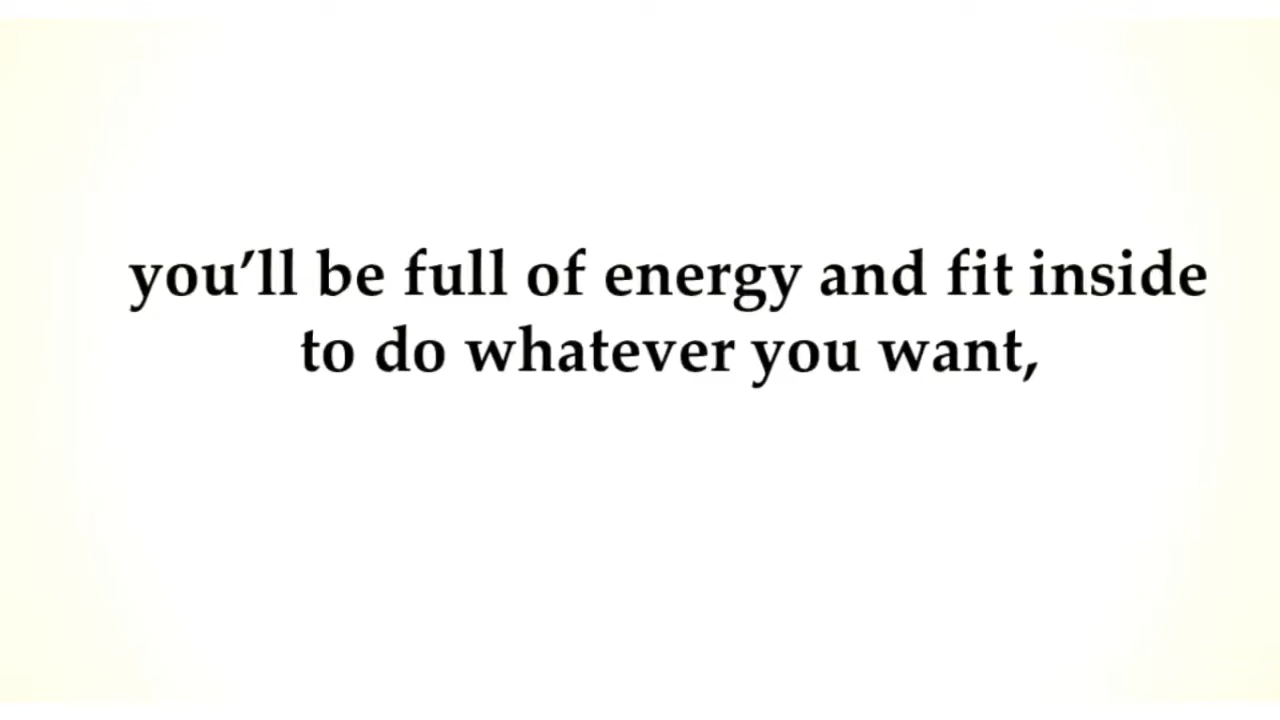 you’ll be full of energy and fit inside
to do whatever you want,